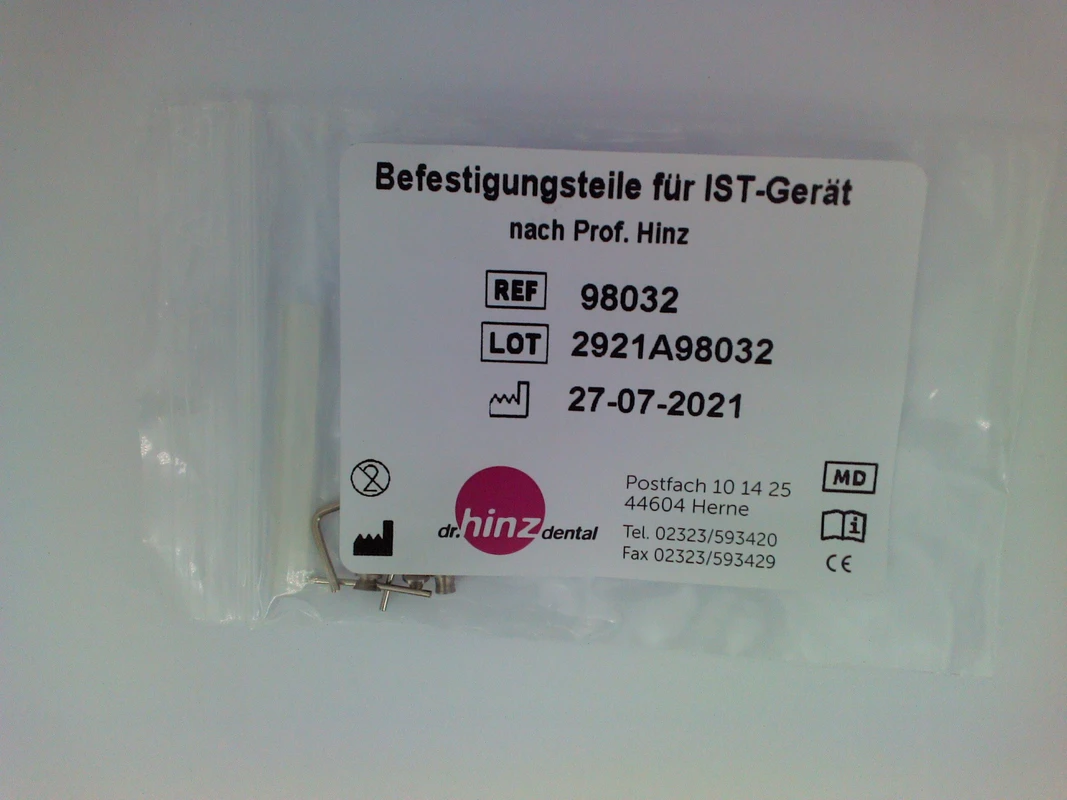 Befestigungsteile für IST-Gerät
nach Prof. Hinz
REF 98032
LOT 2921A98032
27-07-2021
2
dr. hinz dental
Postfach 10 14 25
44604 Herne
Tel. 02323/593420
Fax 02323/593429
MD
i
CE